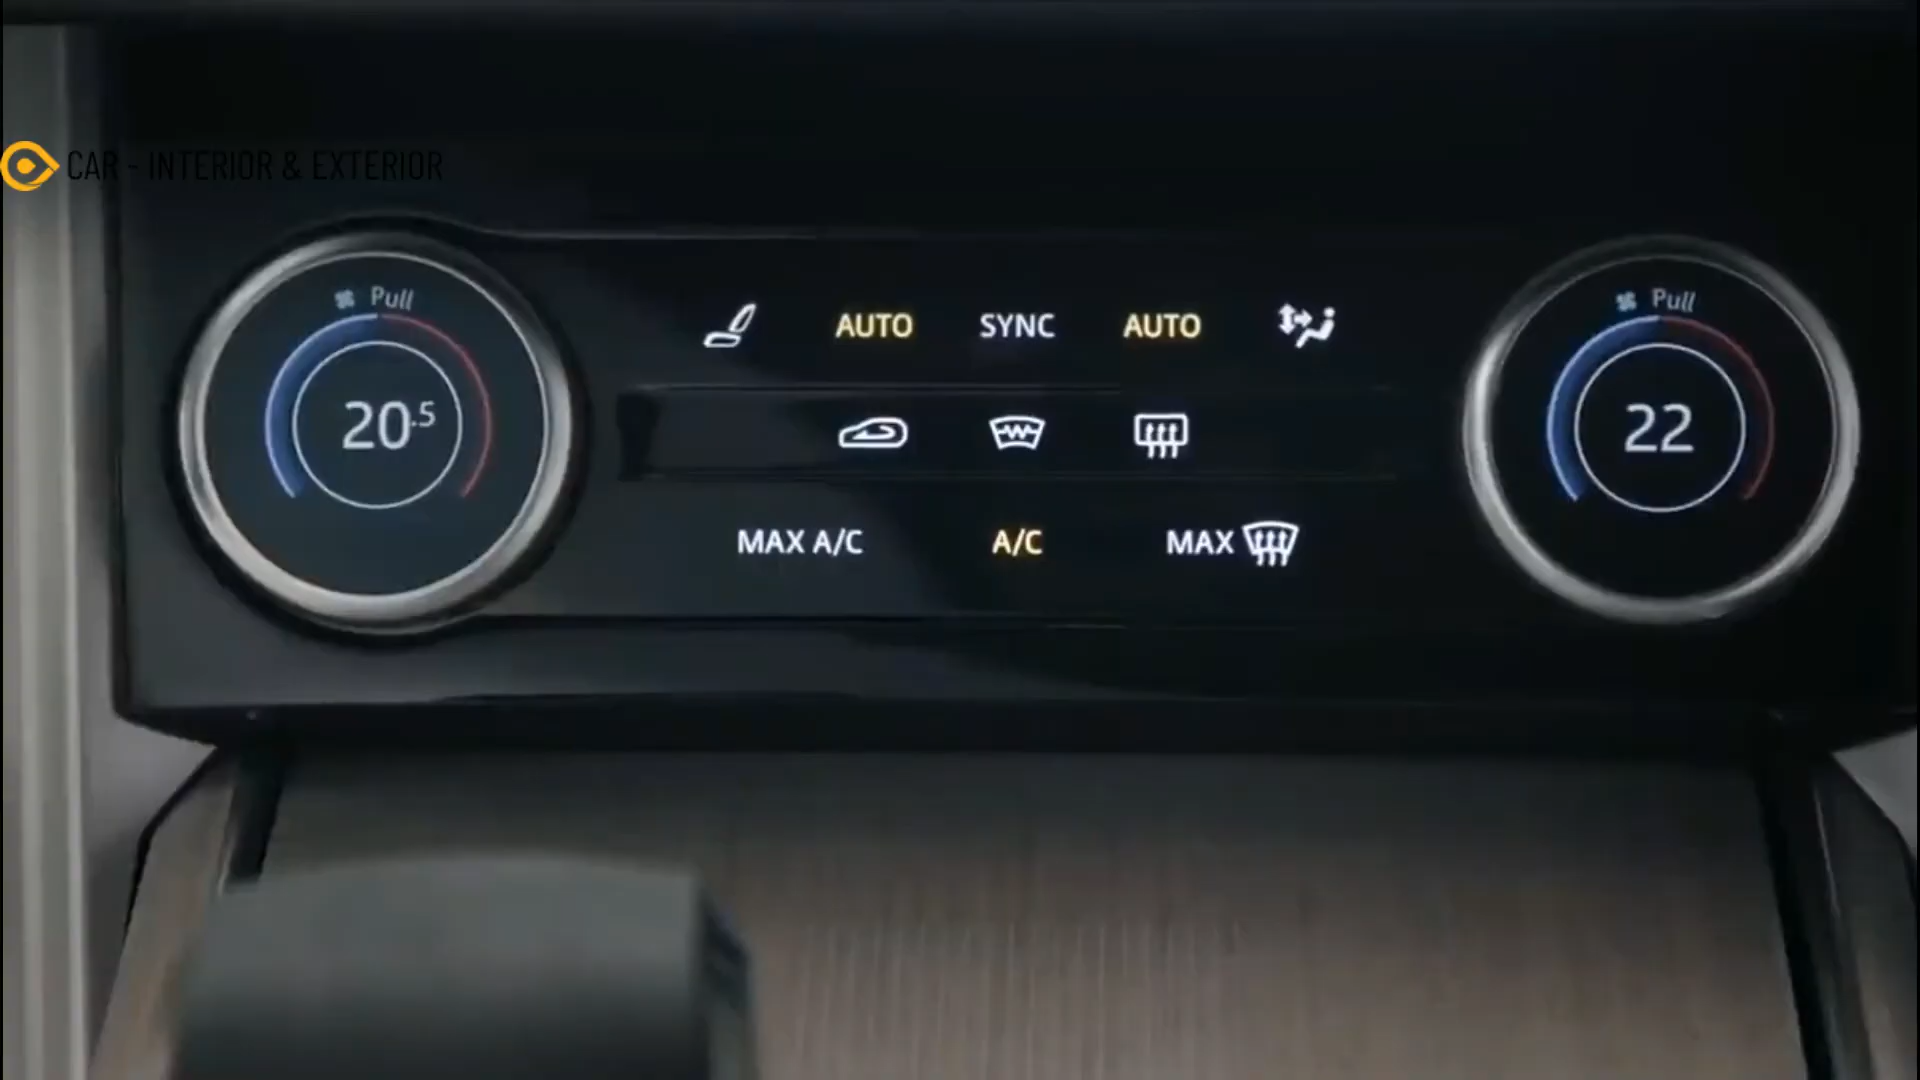 CAR - INTERIOR & EXTERIOR
Pull
20.5
AUTO SYNC AUTO
MAX A/C A/C MAX
Pull
22